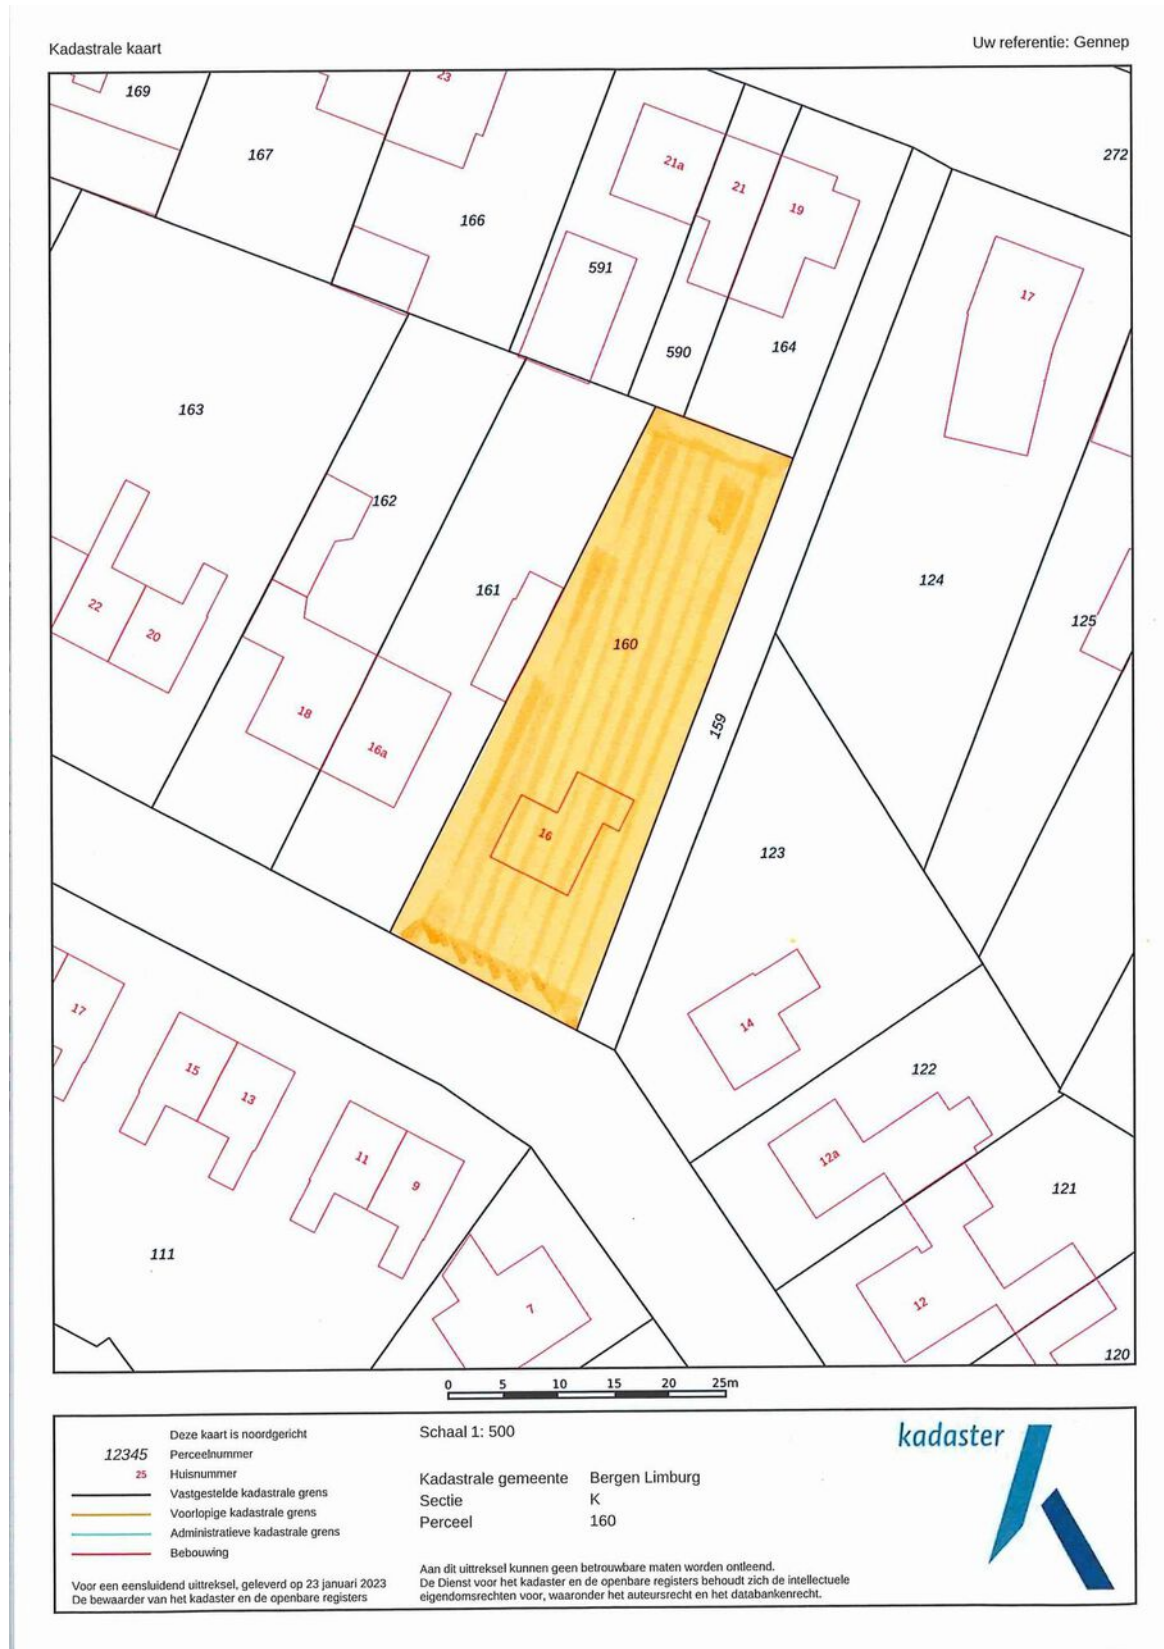 Kadastrale kaart
Uw referentie: Gennep
169
23
167
272
21a
21
19
166
591
17
590
164
163
162
161
124
125
22
20
160
18
16a
159
16
123
17
14
15
13
122
11
9
12a
121
111
7
12
120
0 5 10 15 20 25m
Deze kaart is noordgericht
12345 Perceelnummer
25 Huisnummer
Vastgestelde kadastrale grens
Voorlopige kadastrale grens
Administratieve kadastrale grens
Bebouwing
Voor een eensluidend uittreksel, geleverd op 23 januari 2023
De bewaarder van het kadaster en de openbare registers
Schaal 1: 500
Kadastrale gemeente Bergen Limburg
Sectie K
Perceel 160
Aan dit uittreksel kunnen geen betrouwbare maten worden ontleend.
De Dienst voor het kadaster en de openbare registers behoudt zich de intellectuele
eigendomsrechten voor, waaronder het auteursrecht en het databankenrecht.
kadaster